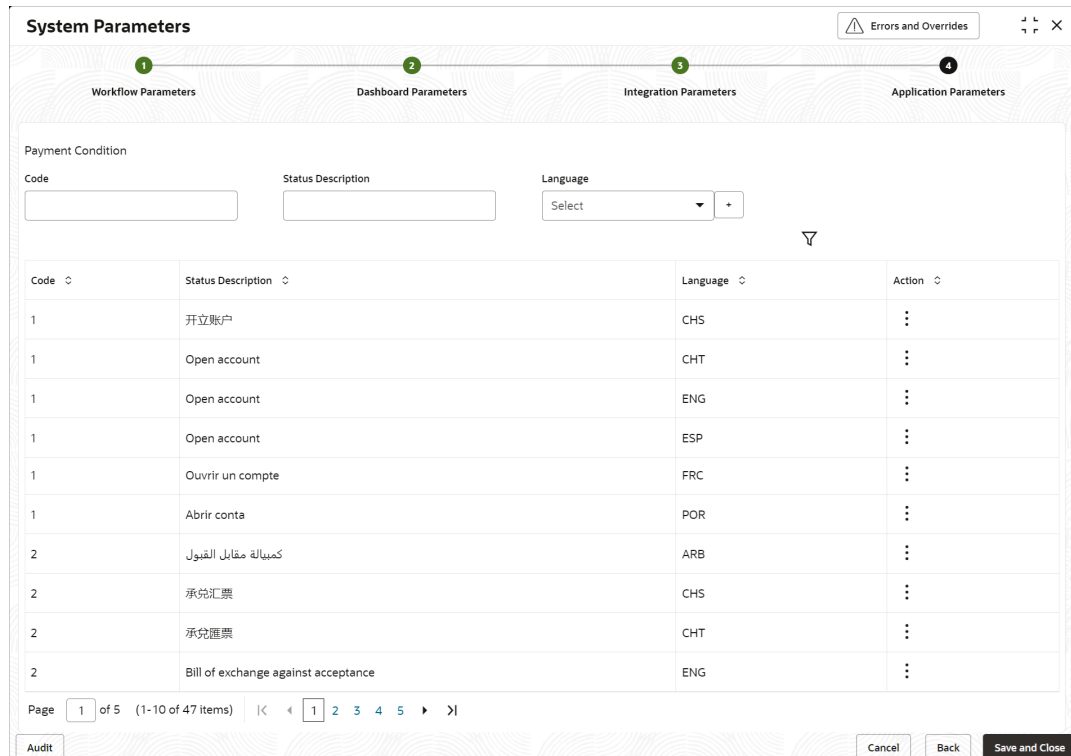 System Parameters
Errors and Overrides
1 2 3 4
Workflow Parameters Dashboard Parameters Integration Parameters Application Parameters
Payment Condition
Code Status Description Language
Select +
Code Status Description Language Action
1 开立账户 CHS
1 Open account CHT
1 Open account ENG
1 Open account ESP
1 Ouvrir un compte FRC
1 Abrir conta POR
2 كمبيالة مقابل القبول ARB
2 承兑汇票 CHS
2 承兌匯票 CHT
2 Bill of exchange against acceptance ENG
Page 1 of 5 (1-10 of 47 items) 1 2 3 4 5
Audit Cancel Back Save and Close